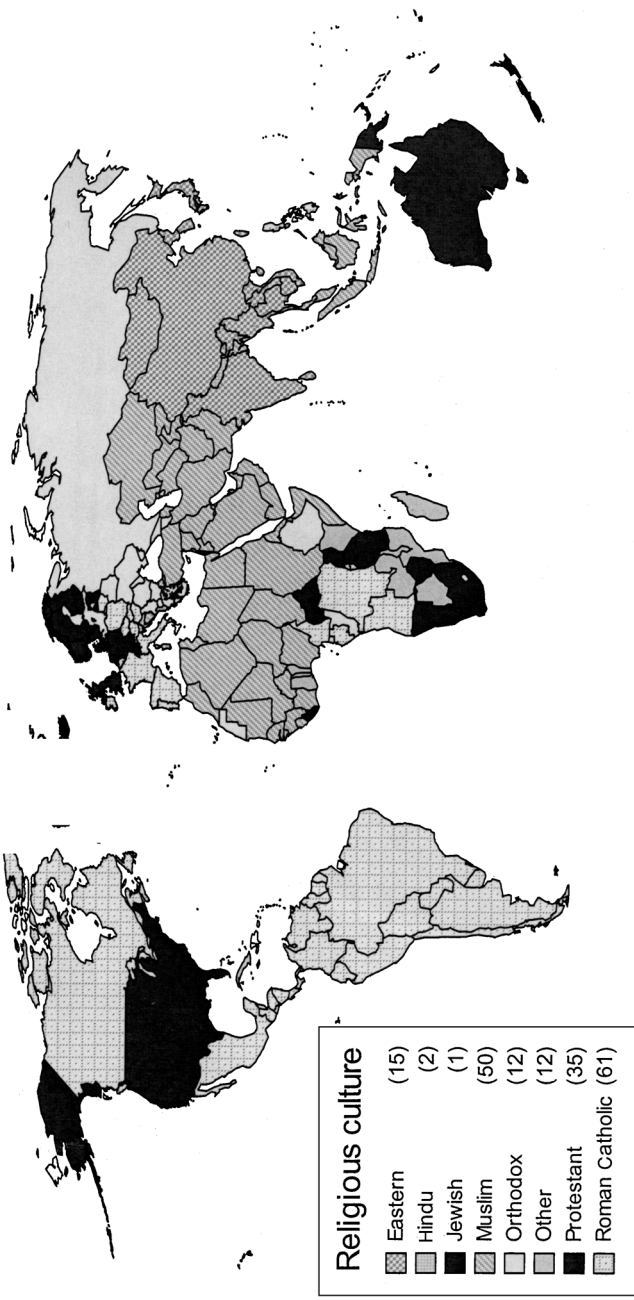 Religious culture
Eastern (15)
Hindu (2)
Jewish (1)
Muslim (50)
Orthodox (12)
Other (12)
Protestant (35)
Roman Catholic (61)